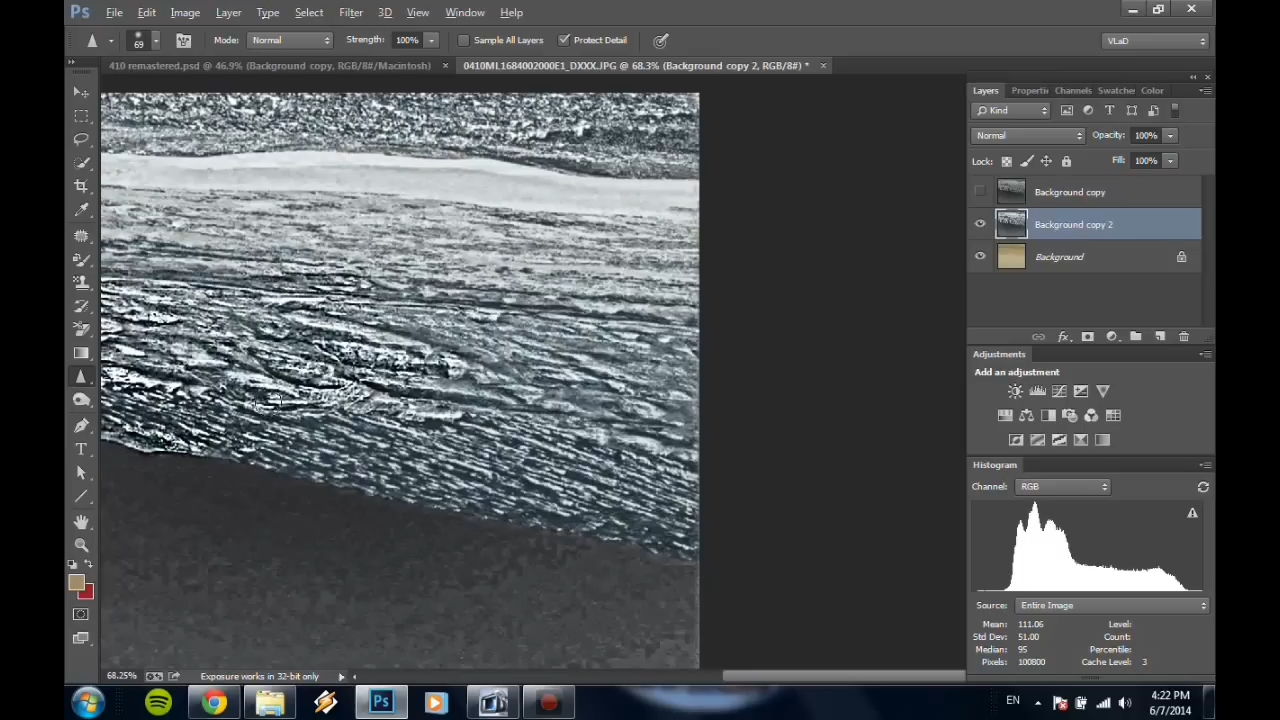 Ps File Edit Image Layer Type Select Filter 3D View Window Help
69 Mode: Normal Strength: 100% Sample All Layers Protect Detail VLaD
410 remastered.psd @ 46.9% (Background copy, RGB/8#/Macintosh) × 0410ML1684002000E1_DXXX.JPG @ 68.3% (Background copy 2, RGB/8#) * ×
Layers Properti Channels Swatches Color
Kind
Normal Opacity: 100%
Lock: Fill: 100%
Background copy
Background copy 2
Background
fx
Adjustments
Add an adjustment
Histogram
Channel: RGB
Source: Entire Image
Mean: 111.06 Level:
Std Dev: 51.00 Count:
Median: 95 Percentile:
Pixels: 100800 Cache Level: 3
68.25% Exposure works in 32-bit only
Ps EN 4:22 PM
6/7/2014